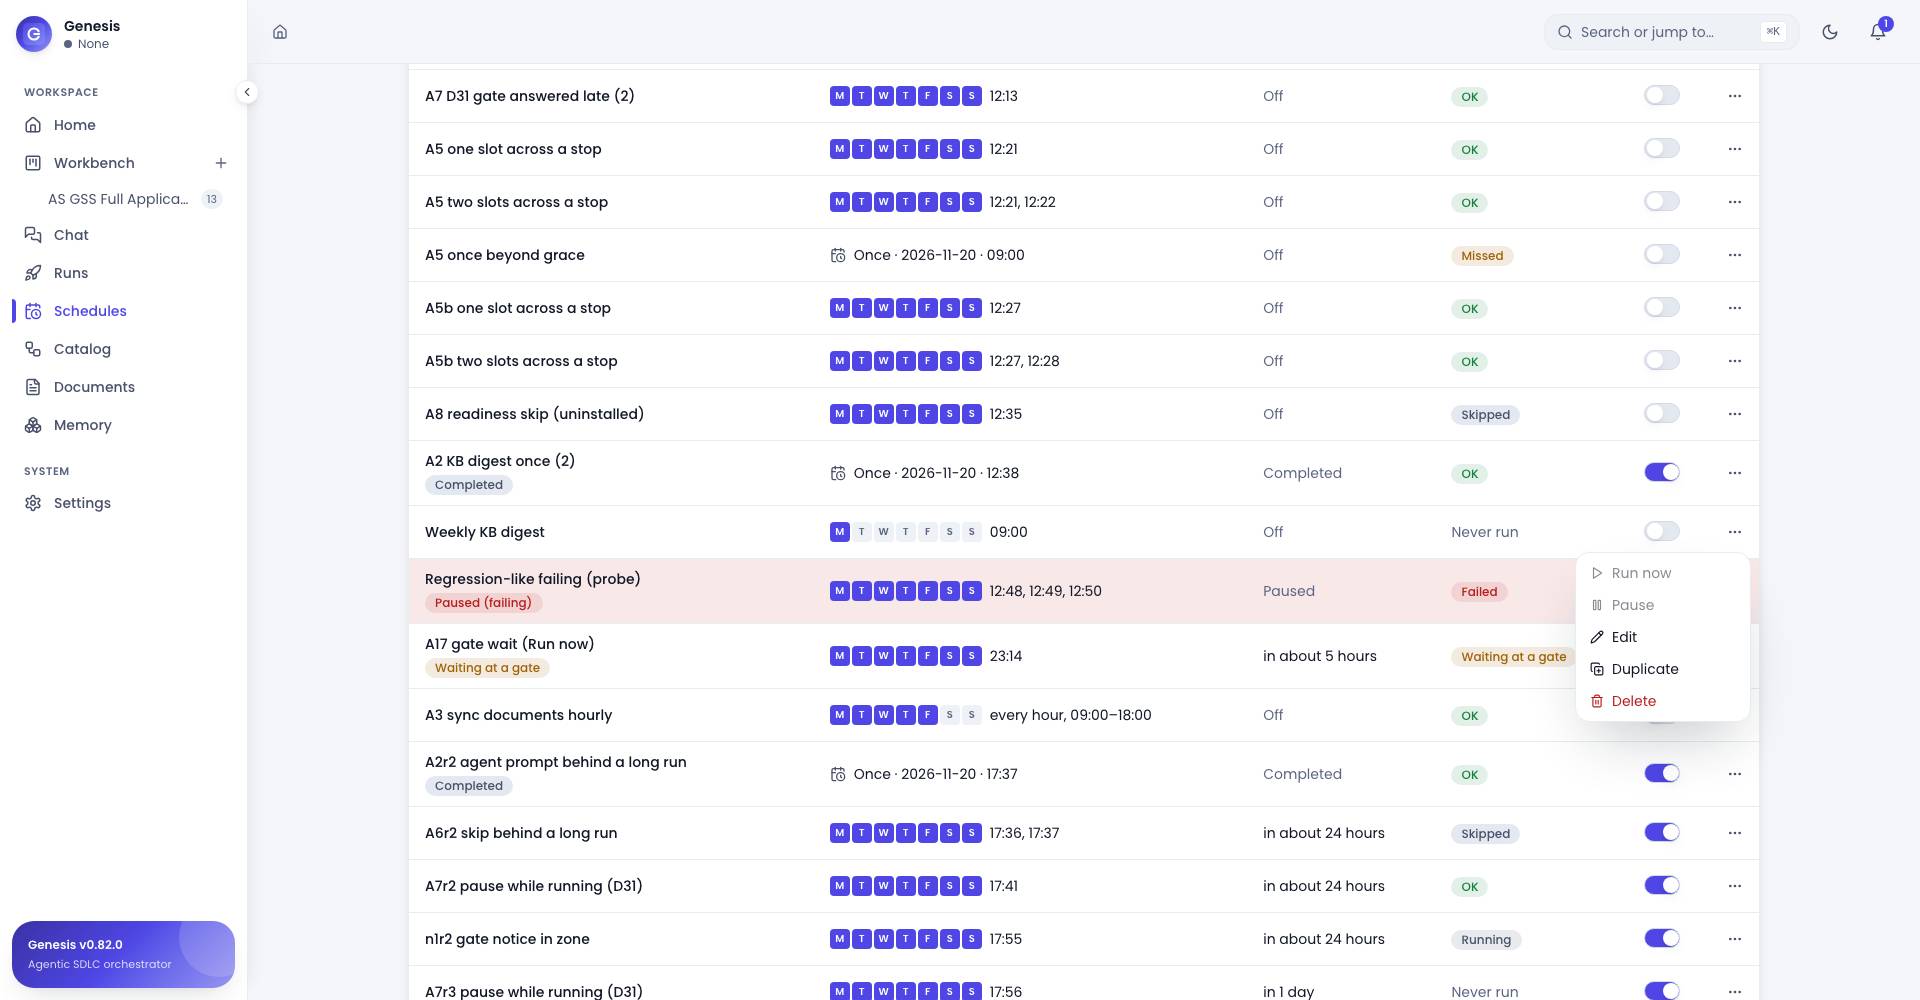 Genesis
None
WORKSPACE
Home
Workbench
AS GSS Full Applica... 13
Chat
Runs
Schedules
Catalog
Documents
Memory
SYSTEM
Settings
Genesis v0.82.0
Agentic SDLC orchestrator
Search or jump to... ⌘K
1
A7 D31 gate answered late (2) M T W T F S S 12:13 Off OK
A5 one slot across a stop M T W T F S S 12:21 Off OK
A5 two slots across a stop M T W T F S S 12:21, 12:22 Off OK
A5 once beyond grace Once · 2026-11-20 · 09:00 Off Missed
A5b one slot across a stop M T W T F S S 12:27 Off OK
A5b two slots across a stop M T W T F S S 12:27, 12:28 Off OK
A8 readiness skip (uninstalled) M T W T F S S 12:35 Off Skipped
A2 KB digest once (2) Once · 2026-11-20 · 12:38 Completed OK
Completed
Weekly KB digest M T W T F S S 09:00 Off Never run
Regression-like failing (probe) M T W T F S S 12:48, 12:49, 12:50 Paused Failed
Paused (failing)
A17 gate wait (Run now) M T W T F S S 23:14 in about 5 hours Waiting at a gate
Waiting at a gate
A3 sync documents hourly M T W T F S S every hour, 09:00–18:00 Off OK
A2r2 agent prompt behind a long run Once · 2026-11-20 · 17:37 Completed OK
Completed
A6r2 skip behind a long run M T W T F S S 17:36, 17:37 in about 24 hours Skipped
A7r2 pause while running (D31) M T W T F S S 17:41 in about 24 hours OK
n1r2 gate notice in zone M T W T F S S 17:55 in about 24 hours Running
A7r3 pause while running (D31) M T W T F S S 17:56 in 1 day Never run
Run now
Pause
Edit
Duplicate
Delete